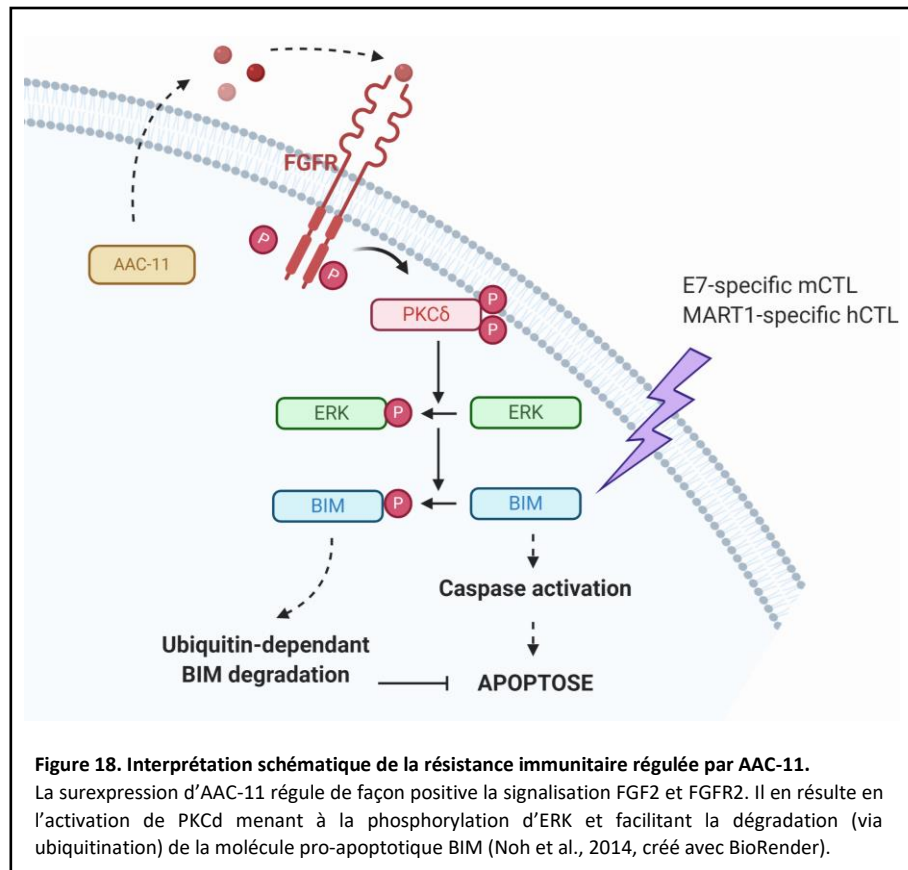 FGFR
P
AAC-11
P
P
PKCδ
P
E7-specific mCTL
MART1-specific hCTL
ERK
P
ERK
BIM
P
BIM
Caspase activation
Ubiquitin-dependant
BIM degradation
APOPTOSE
Figure 18. Interprétation schématique de la résistance immunitaire régulée par AAC-11.
La surexpression d'AAC-11 régule de façon positive la signalisation FGF2 et FGFR2. Il en résulte en
l'activation de PKCd menant à la phosphorylation d'ERK et facilitant la dégradation (via
ubiquitination) de la molécule pro-apoptotique BIM (Noh et al., 2014, créé avec BioRender).